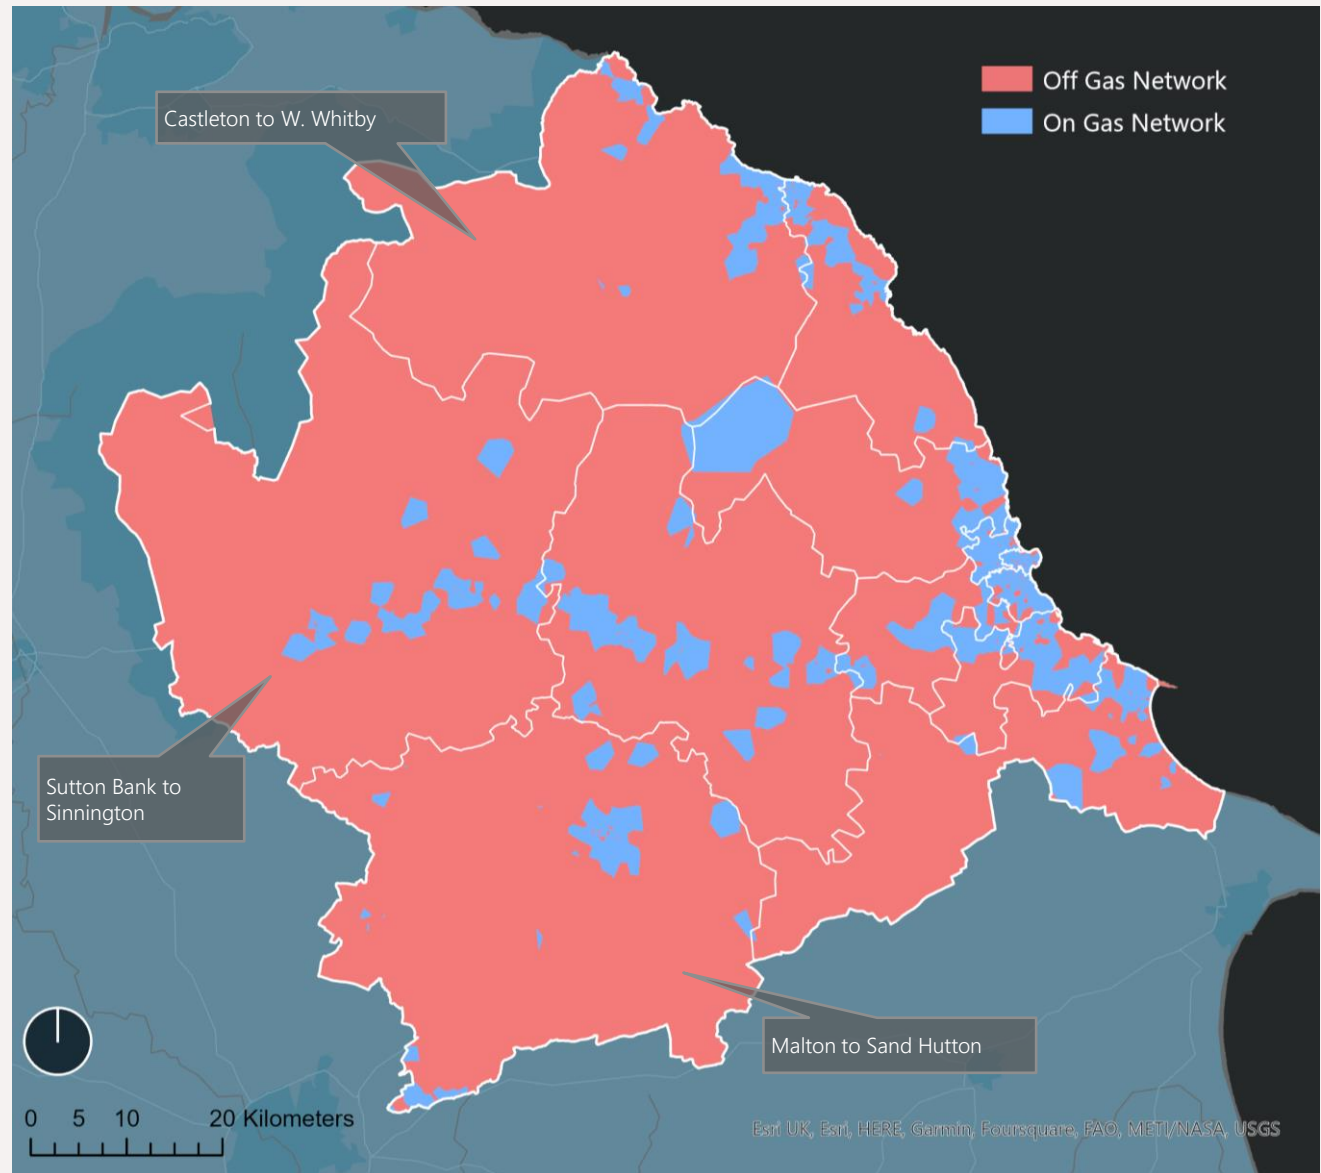 Off Gas Network
On Gas Network
Castleton to W. Whitby
Sutton Bank to
Sinnington
Malton to Sand Hutton
0 5 10 20 Kilometers
Esri UK, Esri, HERE, Garmin, Foursquare, FAO, METI/NASA, USGS